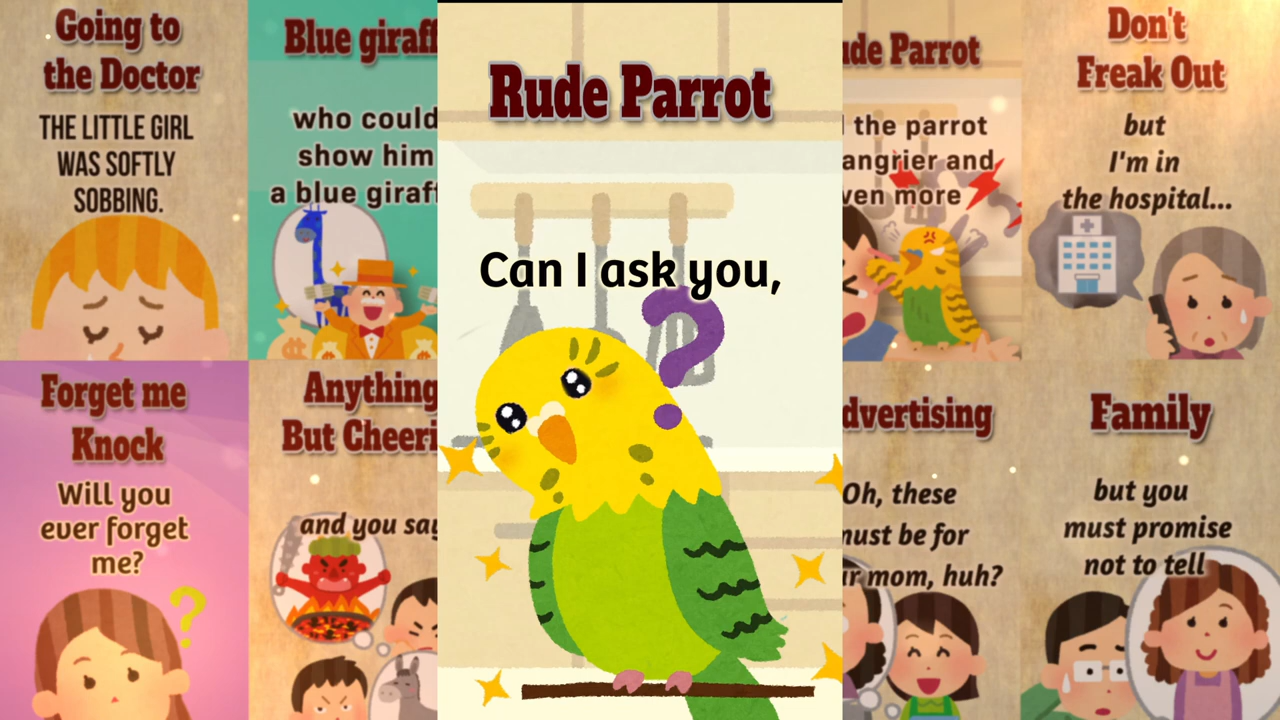 Going to
the Doctor
THE LITTLE GIRL
WAS SOFTLY
SOBBING.
Blue giraff
who could
show him
a blue giraff
Rude Parrot
Can I ask you,
?
ude Parrot
the parrot
angrier and
ven more
Don't
Freak Out
but
I'm in
the hospital...
Forget me
Knock
Will you
ever forget
me?
?
Anything
But Cheeri
and you say
dvertising
Oh, these
must be for
r mom, huh?
Family
but you
must promise
not to tell